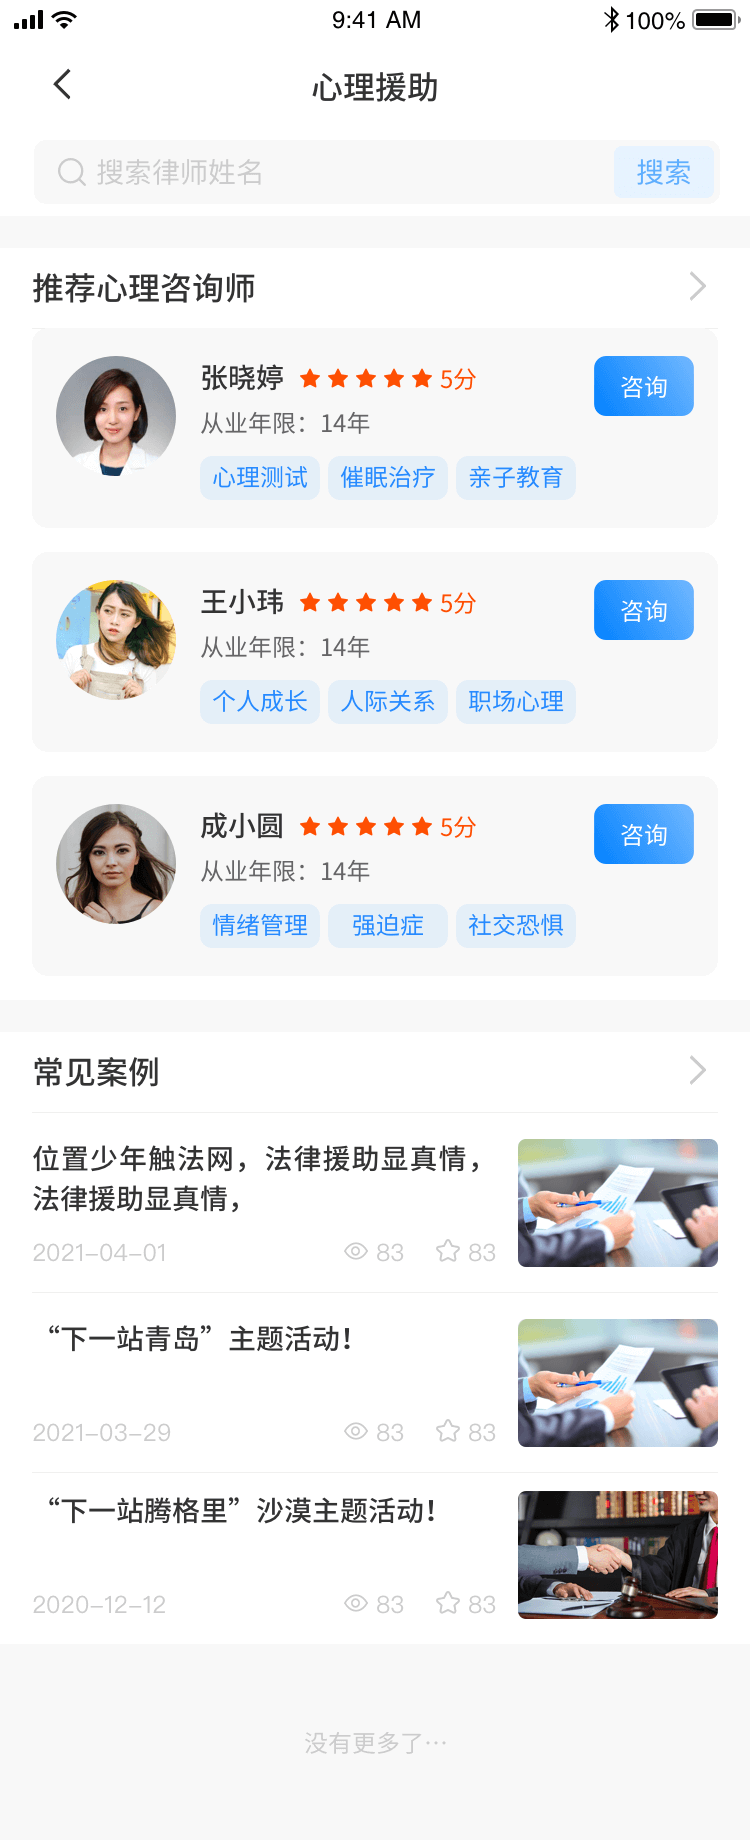 9:41 AM 100%
心理援助
搜索律师姓名 搜索
推荐心理咨询师
张晓婷 5分 咨询
从业年限：14年
心理测试 催眠治疗 亲子教育
王小玮 5分 咨询
从业年限：14年
个人成长 人际关系 职场心理
成小圆 5分 咨询
从业年限：14年
情绪管理 强迫症 社交恐惧
常见案例
位置少年触法网，法律援助显真情，
法律援助显真情，
2021-04-01 83 83
“下一站青岛”主题活动！
2021-03-29 83 83
“下一站腾格里”沙漠主题活动！
2020-12-12 83 83
没有更多了…